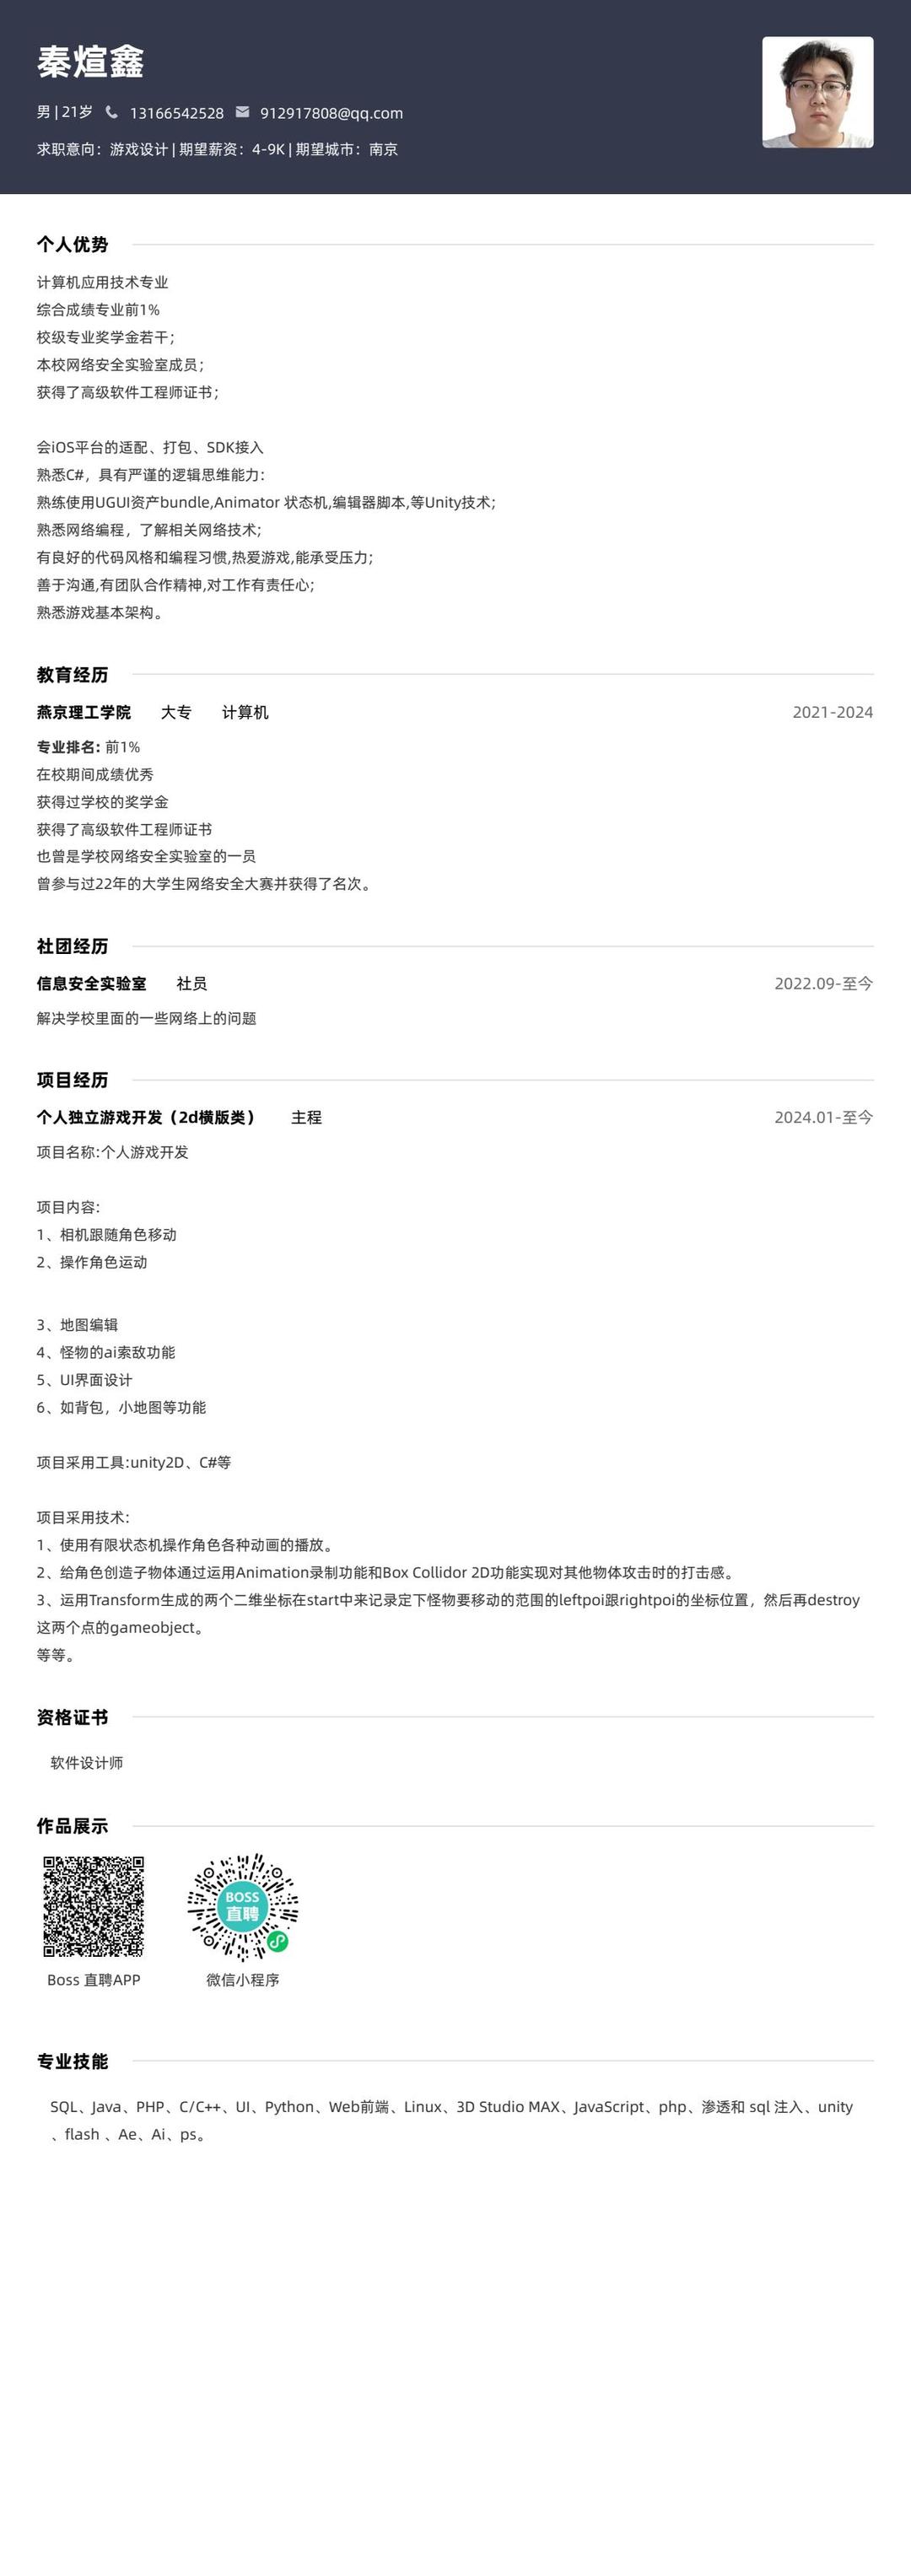 秦煊鑫
男 | 21岁 13166542528 912917808@qq.com
求职意向：游戏设计 | 期望薪资：4-9K | 期望城市：南京
个人优势
计算机应用技术专业
综合成绩专业前1%
校级专业奖学金若干；
本校网络安全实验室成员；
获得了高级软件工程师证书；
会iOS平台的适配、打包、SDK接入
熟悉C#，具有严谨的逻辑思维能力：
熟练使用UGUI资产bundle,Animator 状态机,编辑器脚本,等Unity技术；
熟悉网络编程，了解相关网络技术；
有良好的代码风格和编程习惯,热爱游戏,能承受压力；
善于沟通,有团队合作精神,对工作有责任心；
熟悉游戏基本架构。
教育经历
燕京理工学院 大专 计算机 2021-2024
专业排名: 前1%
在校期间成绩优秀
获得过学校的奖学金
获得了高级软件工程师证书
也曾是学校网络安全实验室的一员
曾参与过22年的大学生网络安全大赛并获得了名次。
社团经历
信息安全实验室 社员 2022.09-至今
解决学校里面的一些网络上的问题
项目经历
个人独立游戏开发（2d横版类） 主程 2024.01-至今
项目名称:个人游戏开发
项目内容：
1、相机跟随角色移动
2、操作角色运动
3、地图编辑
4、怪物的ai索敌功能
5、UI界面设计
6、如背包，小地图等功能
项目采用工具:unity2D、C#等
项目采用技术：
1、使用有限状态机操作角色各种动画的播放。
2、给角色创造子物体通过运用Animation录制功能和Box Collidor 2D功能实现对其他物体攻击时的打击感。
3、运用Transform生成的两个二维坐标在start中来记录定下怪物要移动的范围的leftpoi跟rightpoi的坐标位置，然后再destroy
这两个点的gameobject。
等等。
资格证书
软件设计师
作品展示
BOSS
直聘
Boss 直聘APP 微信小程序
专业技能
SQL、Java、PHP、C/C++、UI、Python、Web前端、Linux、3D Studio MAX、JavaScript、php、渗透和 sql 注入、unity
、flash 、Ae、Ai、ps。